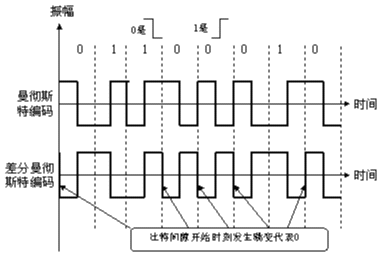 振幅
0是 1是
0 1 1 0 0 0 1 0
曼彻斯
特编码
时间
差分曼彻
斯特编码
时间
比特间隙开始时刻发生跳变代表0